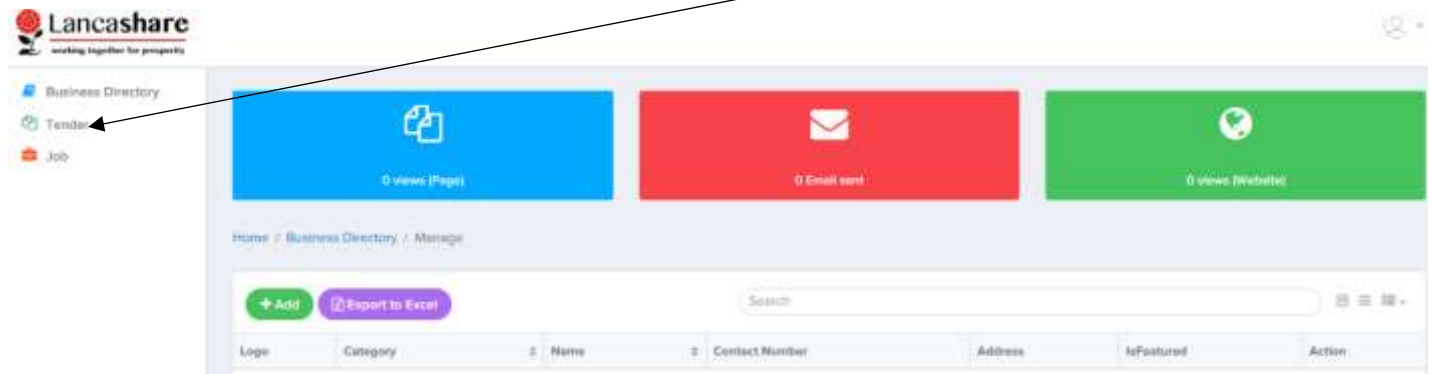 Lancashare
working together for prosperity
Business Directory
Tender
Job
0 views (Page)
0 Email sent
0 views (Website)
Home / Business Directory / Manage
+ Add
Export to Excel
Search
Logo Category Name Contact Number Address IsFeatured Action